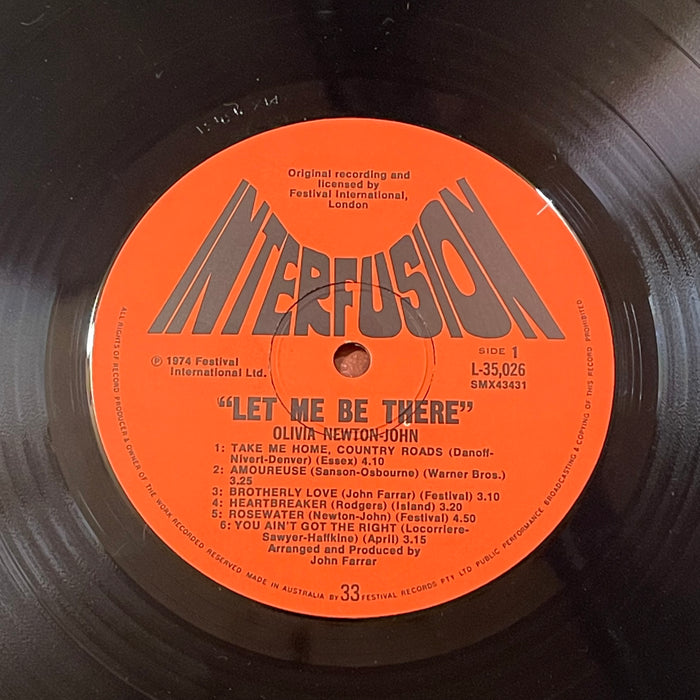 Original recording and
licensed by
Festival International,
London
INTERFUSION
℗ 1974 Festival
International Ltd.
SIDE 1
L-35,026
SMX43431
"LET ME BE THERE"
OLIVIA NEWTON-JOHN
1: TAKE ME HOME, COUNTRY ROADS (Danoff-
Nivert-Denver) (Essex) 4.10
2: AMOUREUSE (Sanson-Osbourne) (Warner Bros.)
3.25
3: BROTHERLY LOVE (John Farrar) (Festival) 3.10
4: HEARTBREAKER (Rodgers) (Island) 3.20
5: ROSEWATER (Newton-John) (Festival) 4.50
6: YOU AIN'T GOT THE RIGHT (Locorriere-
Sawyer-Haffkine) (April) 3.15
Arranged and Produced by
John Farrar
ALL RIGHTS OF RECORD PRODUCER & OWNER OF THE WORK RECORDED RESERVED MADE IN AUSTRALIA BY 33 FESTIVAL RECORDS PTY LTD PUBLIC PERFORMANCE BROADCASTING & COPYING OF THIS RECORD PROHIBITED